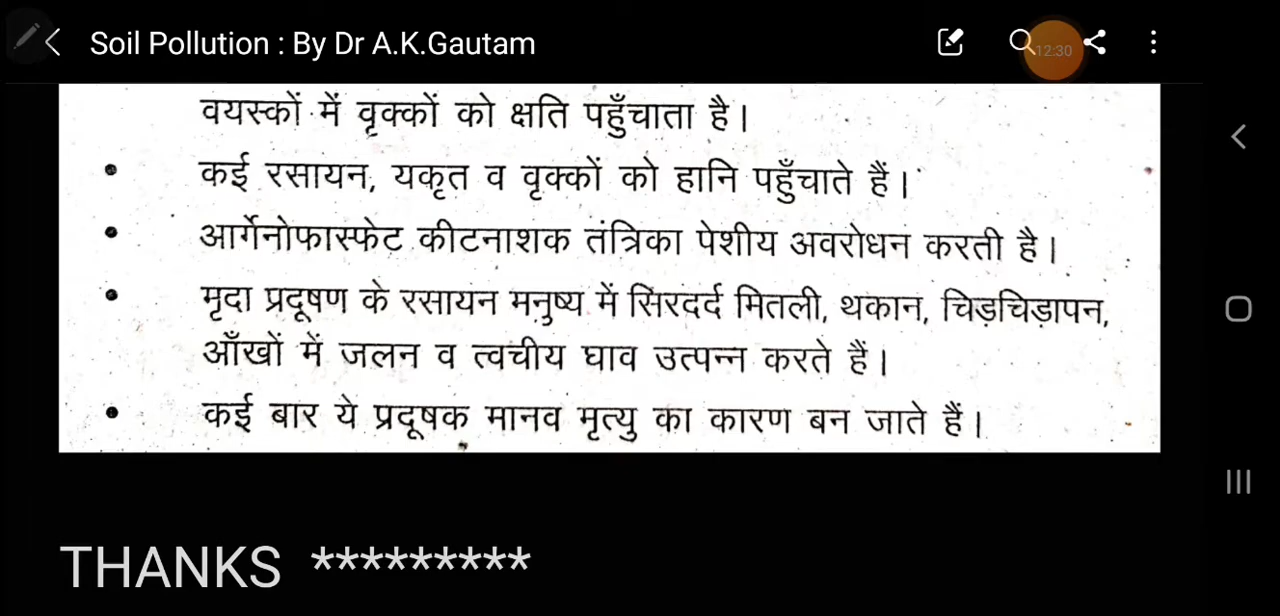 Soil Pollution : By Dr A.K.Gautam
12:30
वयस्कों में वृक्कों को क्षति पहुँचाता है।
• कई रसायन, यकृत व वृक्कों को हानि पहुँचाते हैं।
• आर्गेनोफास्फेट कीटनाशक तंत्रिका पेशीय अवरोधन करती है।
• मृदा प्रदूषण के रसायन मनुष्य में सिरदर्द मितली, थकान, चिड़चिड़ापन,
आँखों में जलन व त्वचीय घाव उत्पन्न करते हैं।
• कई बार ये प्रदूषक मानव मृत्यु का कारण बन जाते हैं।
THANKS *********